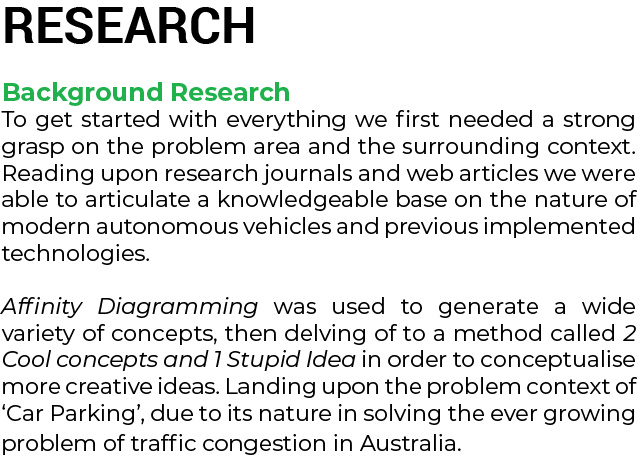 RESEARCH
Background Research
To get started with everything we first needed a strong
grasp on the problem area and the surrounding context.
Reading upon research journals and web articles we were
able to articulate a knowledgeable base on the nature of
modern autonomous vehicles and previous implemented
technologies.
Affinity Diagramming was used to generate a wide
variety of concepts, then delving of to a method called 2
Cool concepts and 1 Stupid Idea in order to conceptualise
more creative ideas. Landing upon the problem context of
‘Car Parking’, due to its nature in solving the ever growing
problem of traffic congestion in Australia.